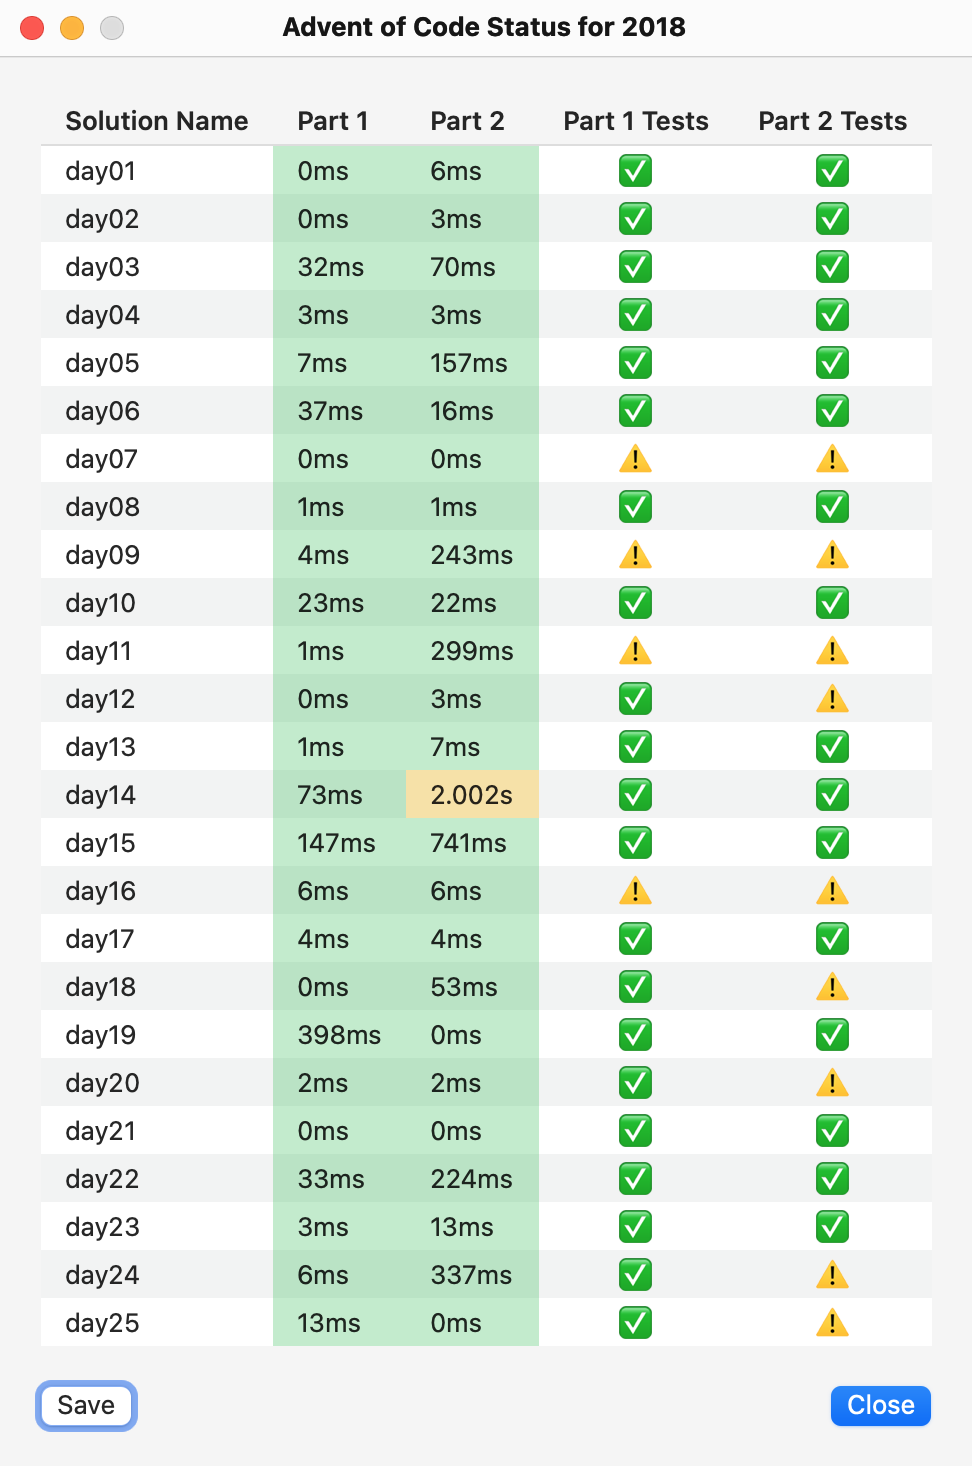 Advent of Code Status for 2018
Solution Name Part 1 Part 2 Part 1 Tests Part 2 Tests
day01 0ms 6ms ✅ ✅
day02 0ms 3ms ✅ ✅
day03 32ms 70ms ✅ ✅
day04 3ms 3ms ✅ ✅
day05 7ms 157ms ✅ ✅
day06 37ms 16ms ✅ ✅
day07 0ms 0ms ⚠️ ⚠️
day08 1ms 1ms ✅ ✅
day09 4ms 243ms ⚠️ ⚠️
day10 23ms 22ms ✅ ✅
day11 1ms 299ms ⚠️ ⚠️
day12 0ms 3ms ✅ ⚠️
day13 1ms 7ms ✅ ✅
day14 73ms 2.002s ✅ ✅
day15 147ms 741ms ✅ ✅
day16 6ms 6ms ⚠️ ⚠️
day17 4ms 4ms ✅ ✅
day18 0ms 53ms ✅ ⚠️
day19 398ms 0ms ✅ ✅
day20 2ms 2ms ✅ ⚠️
day21 0ms 0ms ✅ ✅
day22 33ms 224ms ✅ ✅
day23 3ms 13ms ✅ ✅
day24 6ms 337ms ✅ ⚠️
day25 13ms 0ms ✅ ⚠️
Save Close